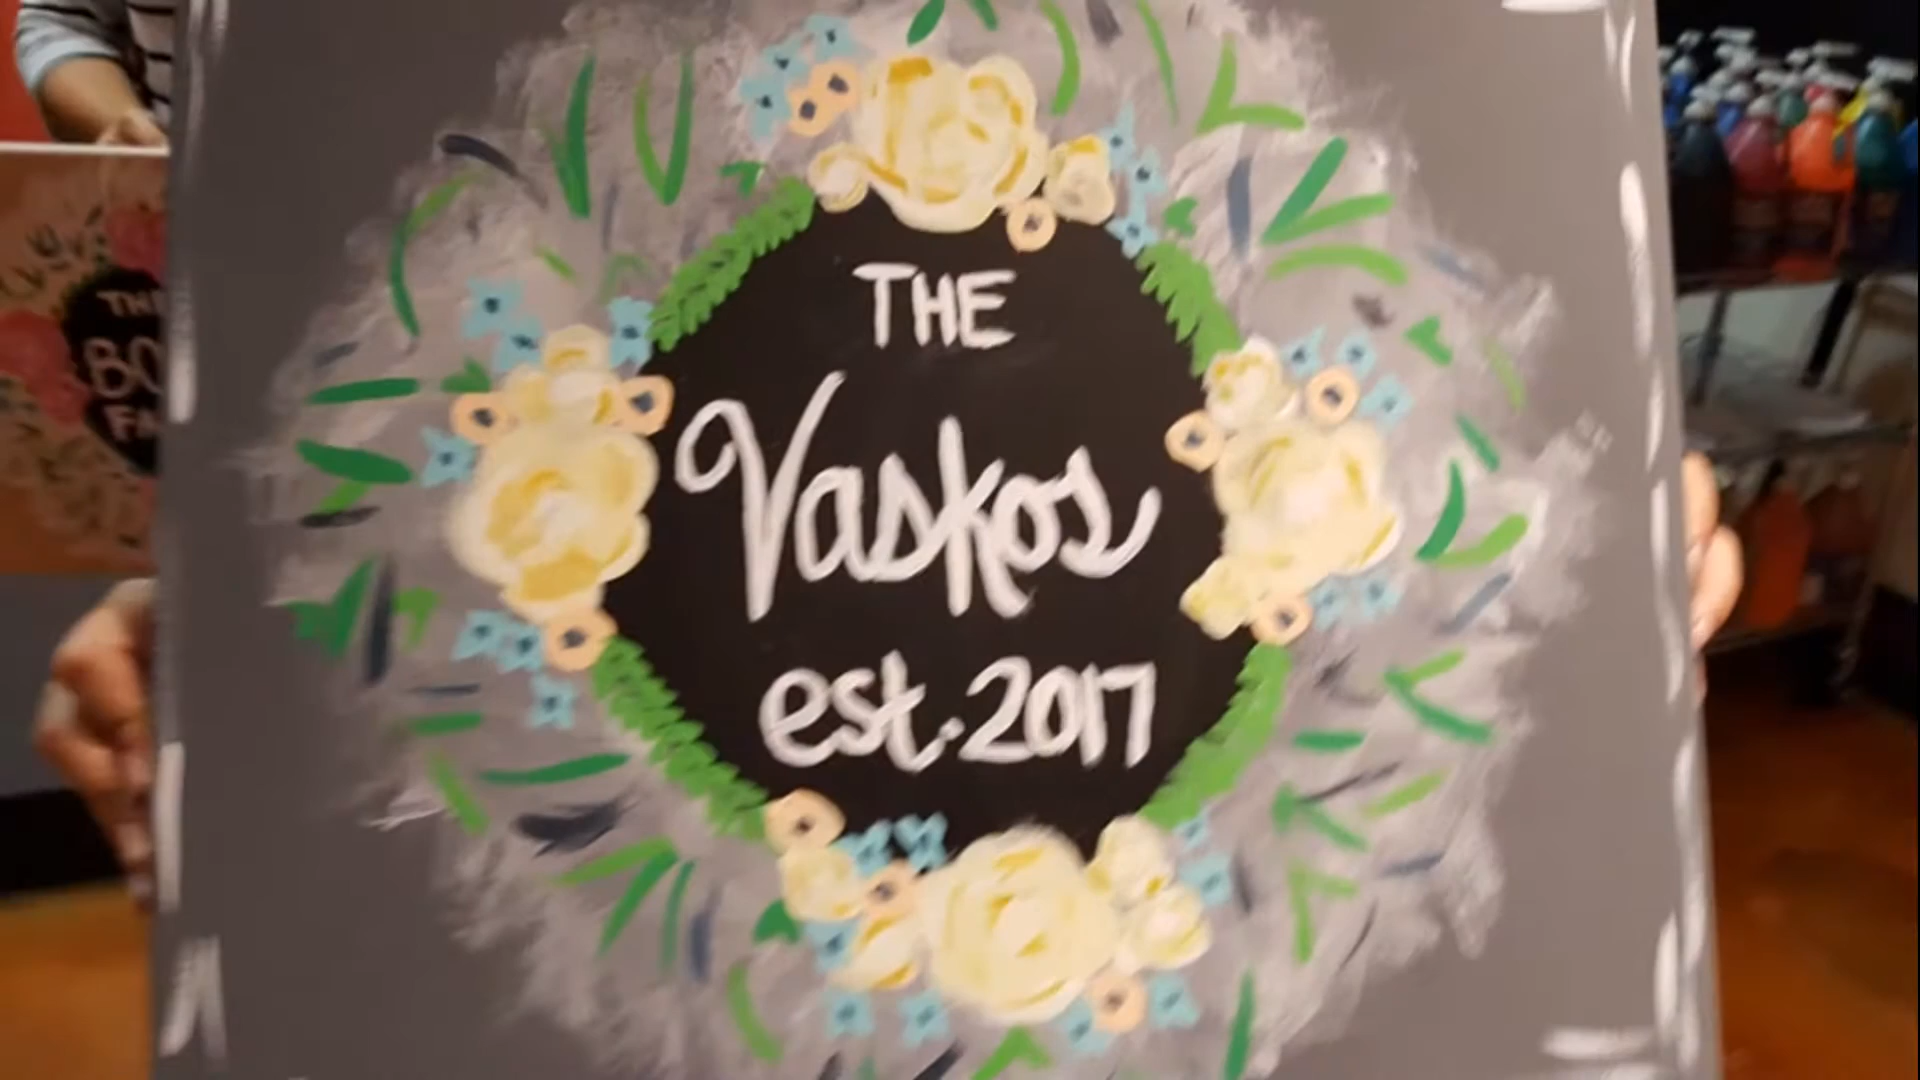 THE
Vaskos
est. 2017
THE